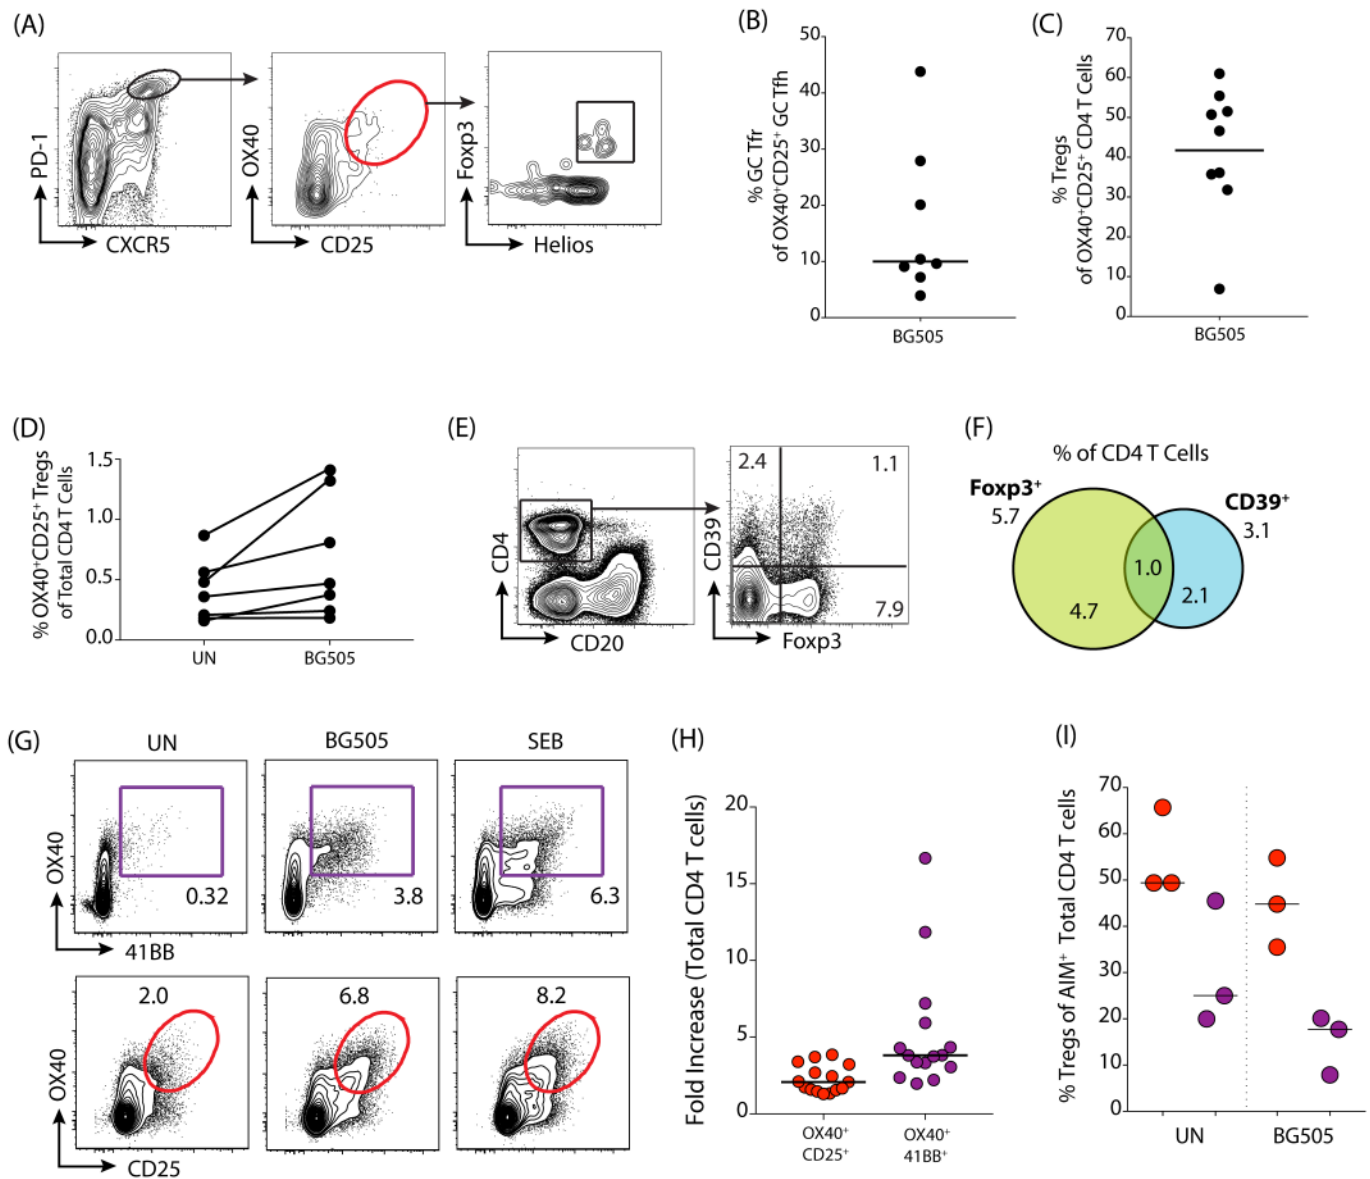 (A)
PD-1
CXCR5
OX40
CD25
Foxp3
Helios
(B)
% GC Tfr
of OX40⁺CD25⁺ GC Tfh
50
40
30
20
10
0
BG505
(C)
% Tregs
of OX40⁺CD25⁺ CD4 T Cells
70
60
50
40
30
20
10
0
BG505
(D)
% OX40⁺CD25⁺ Tregs
of Total CD4 T Cells
1.5
1.0
0.5
0.0
UN
BG505
(E)
CD4
CD20
CD39
Foxp3
2.4
1.1
7.9
(F)
% of CD4 T Cells
Foxp3⁺
5.7
CD39⁺
3.1
1.0
4.7
2.1
(G)
UN
BG505
SEB
OX40
41BB
0.32
3.8
6.3
OX40
CD25
2.0
6.8
8.2
(H)
Fold Increase (Total CD4 T cells)
20
15
10
5
0
OX40⁺
CD25⁺
OX40⁺
41BB⁺
(I)
% Tregs of AIM⁺ Total CD4 T cells
70
60
50
40
30
20
10
0
UN
BG505